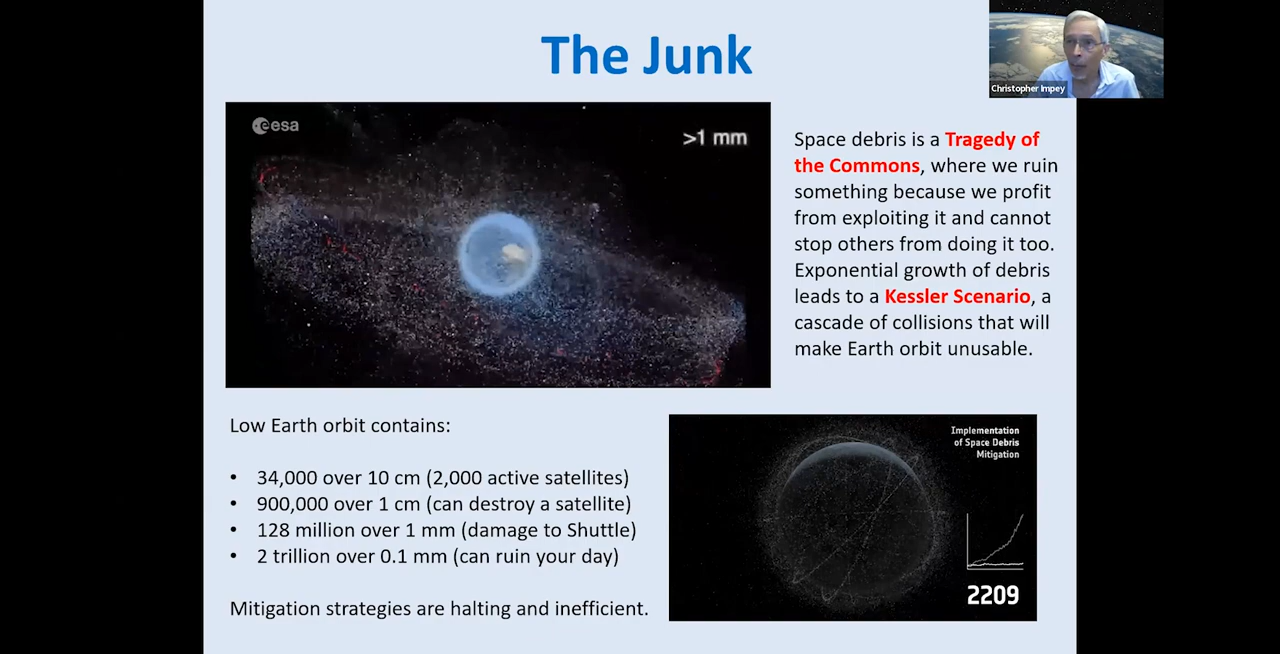 The Junk
Christopher Impey
esa
>1 mm
Space debris is a Tragedy of
the Commons, where we ruin
something because we profit
from exploiting it and cannot
stop others from doing it too.
Exponential growth of debris
leads to a Kessler Scenario, a
cascade of collisions that will
make Earth orbit unusable.
Low Earth orbit contains:
• 34,000 over 10 cm (2,000 active satellites)
• 900,000 over 1 cm (can destroy a satellite)
• 128 million over 1 mm (damage to Shuttle)
• 2 trillion over 0.1 mm (can ruin your day)
Mitigation strategies are halting and inefficient.
Implementation
of Space Debris
Mitigation
2209